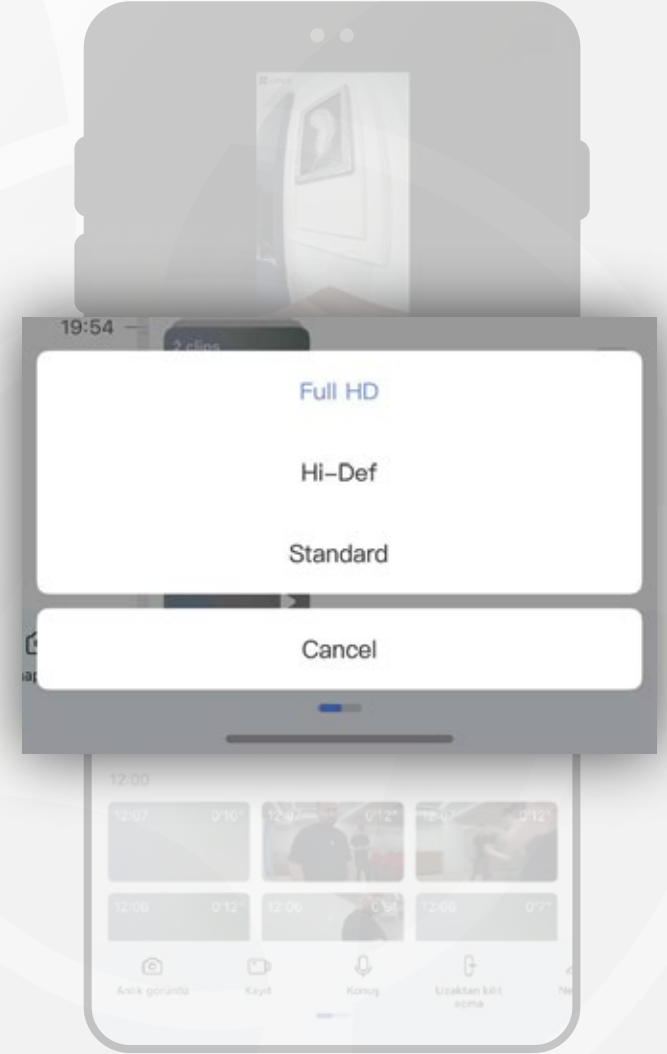 19:54
2 clips
Full HD
Hi-Def
Standard
Cancel
12:00
12:07 0'10" 12:07 0'12" 12:07 0'12"
12:06 0'12" 12:06 12:06 0'7"
Anlık görüntü Kayıt Konuş Uzaktan kilit
açma